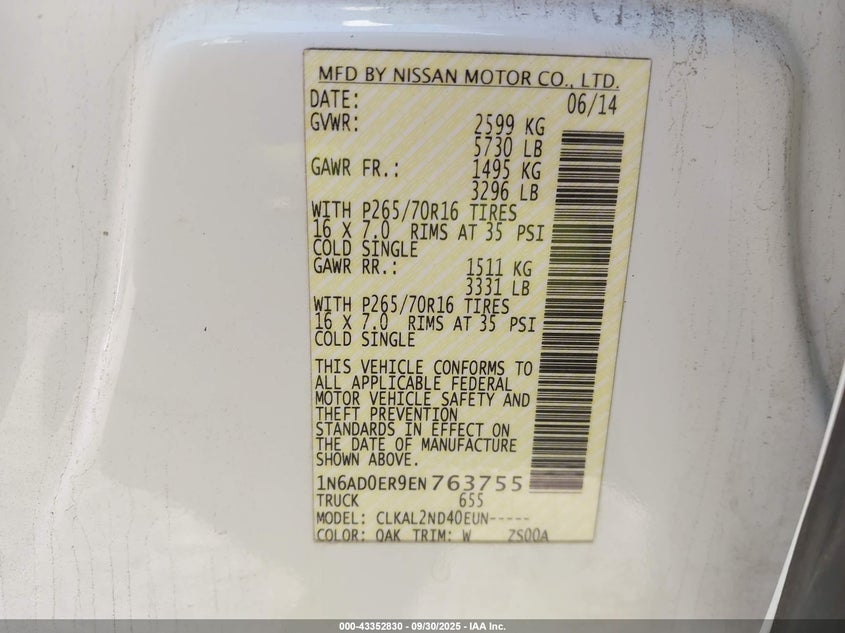 MFD BY NISSAN MOTOR CO., LTD.
DATE: 06/14
GVWR: 2599 KG
5730 LB
GAWR FR.: 1495 KG
3296 LB
WITH P265/70R16 TIRES
16 X 7.0 RIMS AT 35 PSI
COLD SINGLE
GAWR RR.: 1511 KG
3331 LB
WITH P265/70R16 TIRES
16 X 7.0 RIMS AT 35 PSI
COLD SINGLE
THIS VEHICLE CONFORMS TO
ALL APPLICABLE FEDERAL
MOTOR VEHICLE SAFETY AND
THEFT PREVENTION
STANDARDS IN EFFECT ON
THE DATE OF MANUFACTURE
SHOWN ABOVE.
1N6AD0ER9EN763755
TRUCK 655
MODEL: CLKAL2ND40EUN-----
COLOR: QAK TRIM: W ZS00A
000-43352830 - 09/30/2025 - IAA Inc.